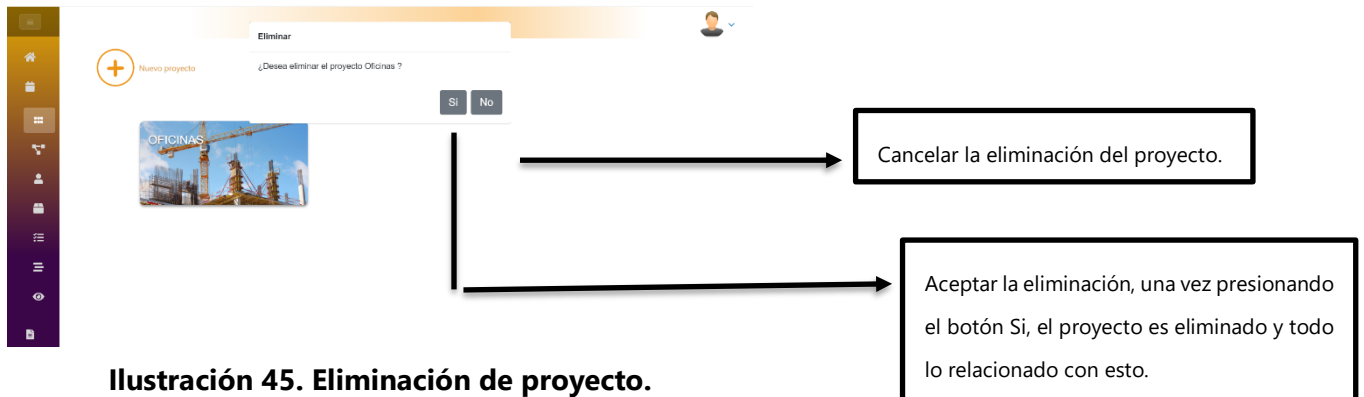 Eliminar
Nuevo proyecto
¿Desea eliminar el proyecto Oficinas ?
Si No
OFICINAS
Cancelar la eliminación del proyecto.
Aceptar la eliminación, una vez presionando
el botón Si, el proyecto es eliminado y todo
lo relacionado con esto.
Ilustración 45. Eliminación de proyecto.